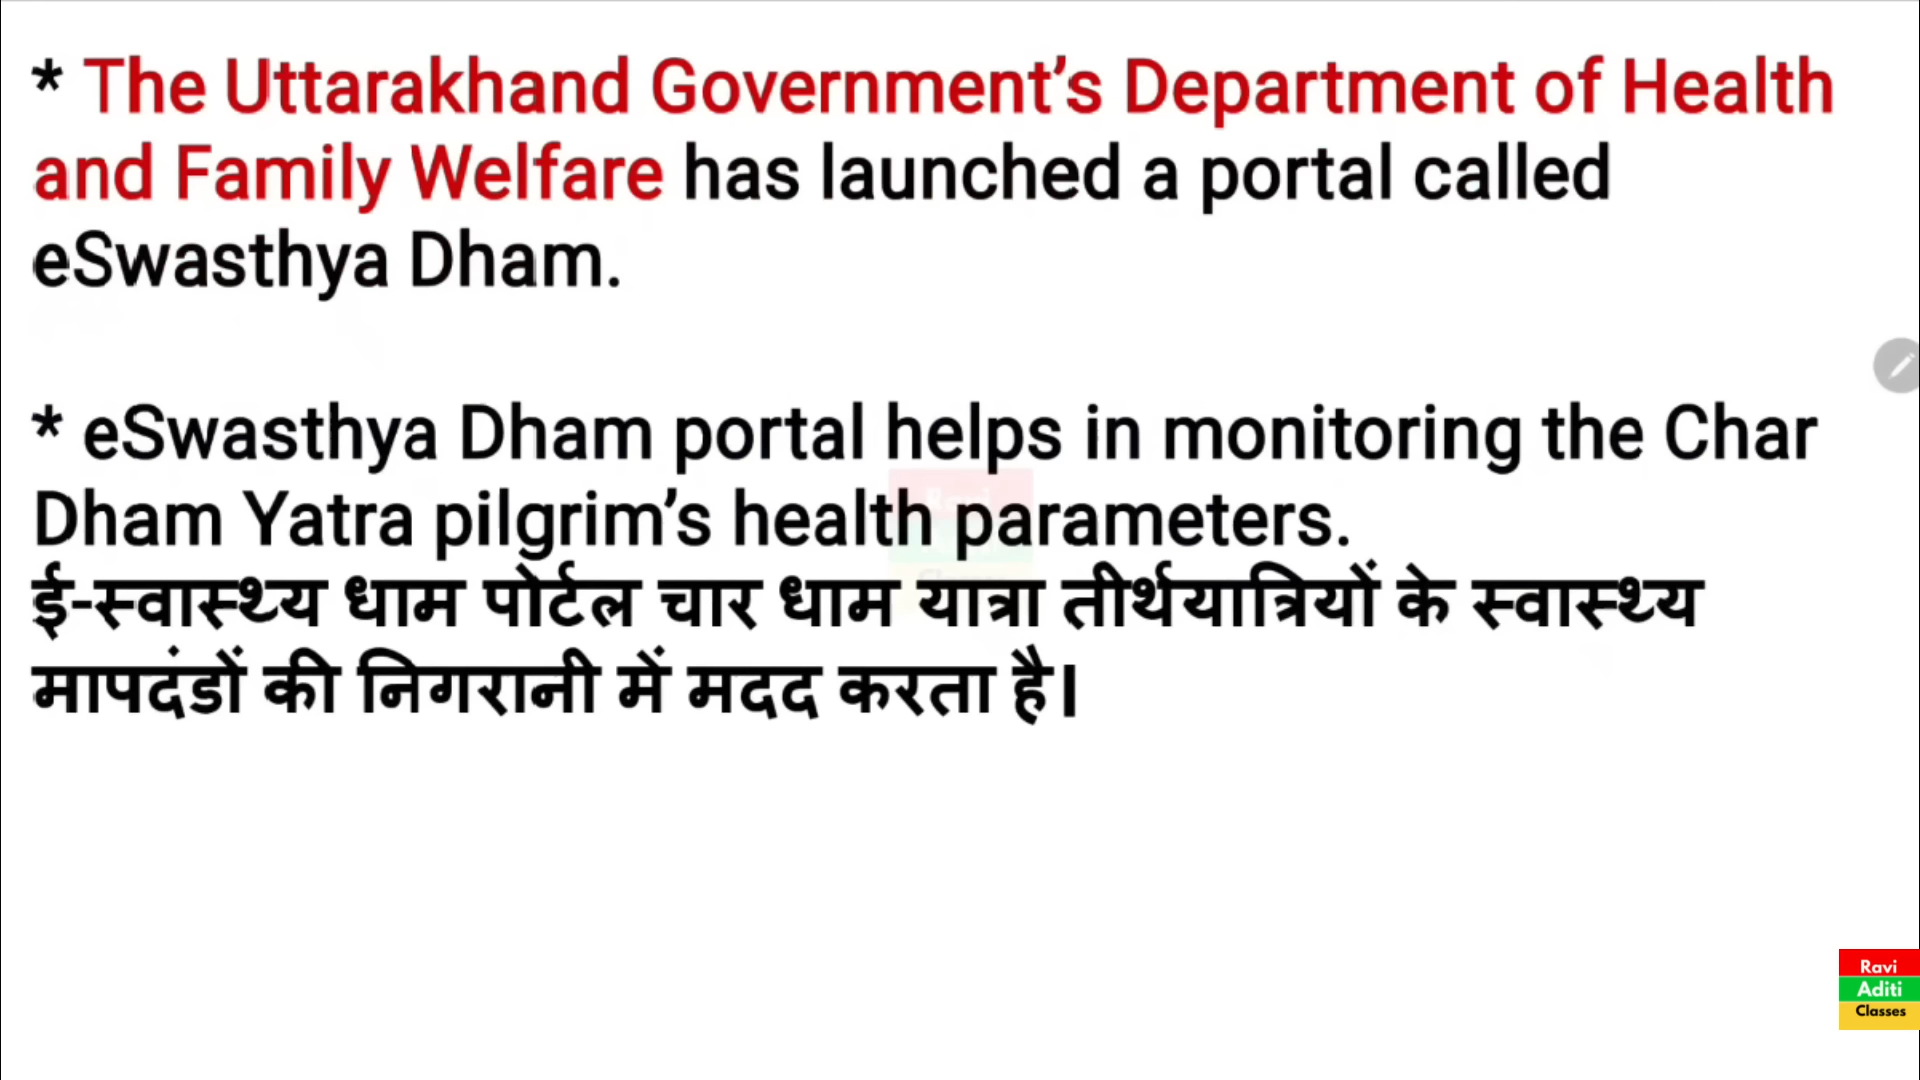 * The Uttarakhand Government’s Department of Health
and Family Welfare has launched a portal called
eSwasthya Dham.
* eSwasthya Dham portal helps in monitoring the Char
Dham Yatra pilgrim’s health parameters.
ई-स्वास्थ्य धाम पोर्टल चार धाम यात्रा तीर्थयात्रियों के स्वास्थ्य
मापदंडों की निगरानी में मदद करता है।
Ravi
Aditi
Classes